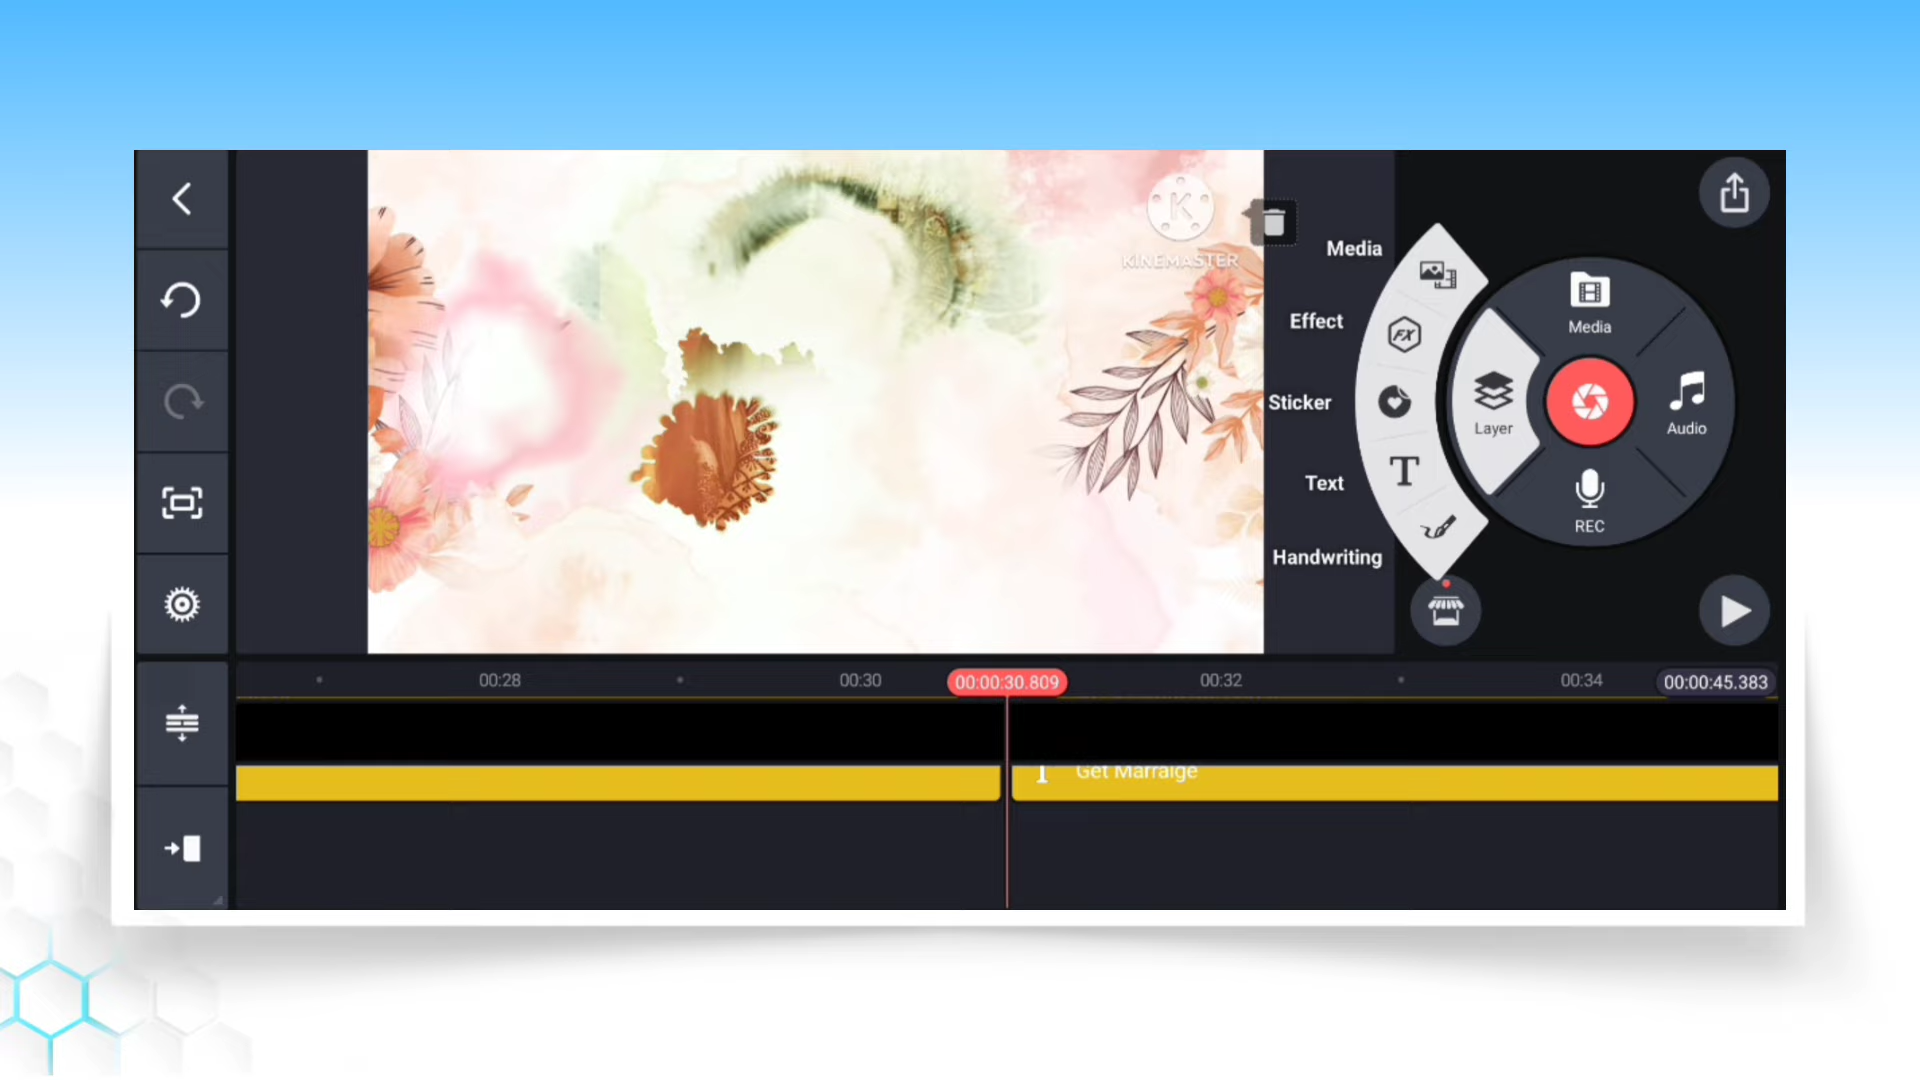 KINEMASTER
Media
Effect
Sticker
Text
Handwriting
Media
Layer
Audio
REC
00:28
00:30
00:00:30.809
00:32
00:34
00:00:45.383
Get Marraige